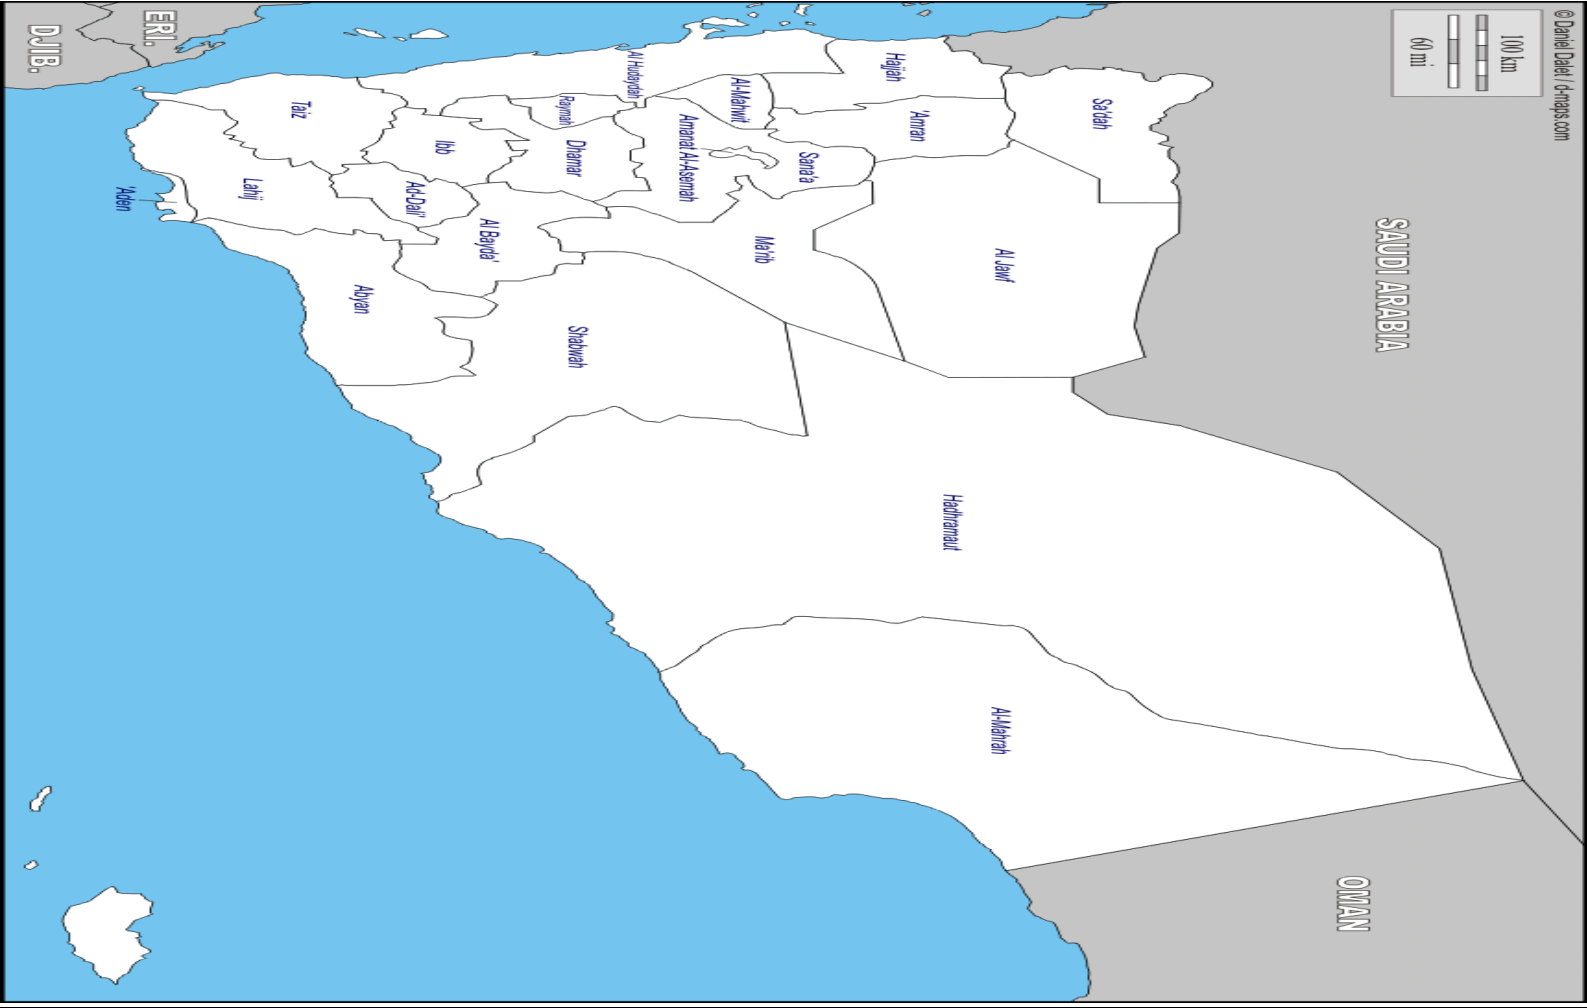 © Daniel Dalet / d-maps.com
100 km
60 mi
SAUDI ARABIA
OMAN
Sa'dah
Al Jawf
Al-Mahrah
Hadhramaut
'Amran
Hajjah
Sana'a
Ma'rib
Al-Mahwit
Amanat Al-Asemah
Al Hudaydah
Raymah
Dhamar
Shabwah
Al Bayda'
Ibb
Ad-Dali'
Abyan
Taiz
Lahij
ERI.
'Aden
DJIB.